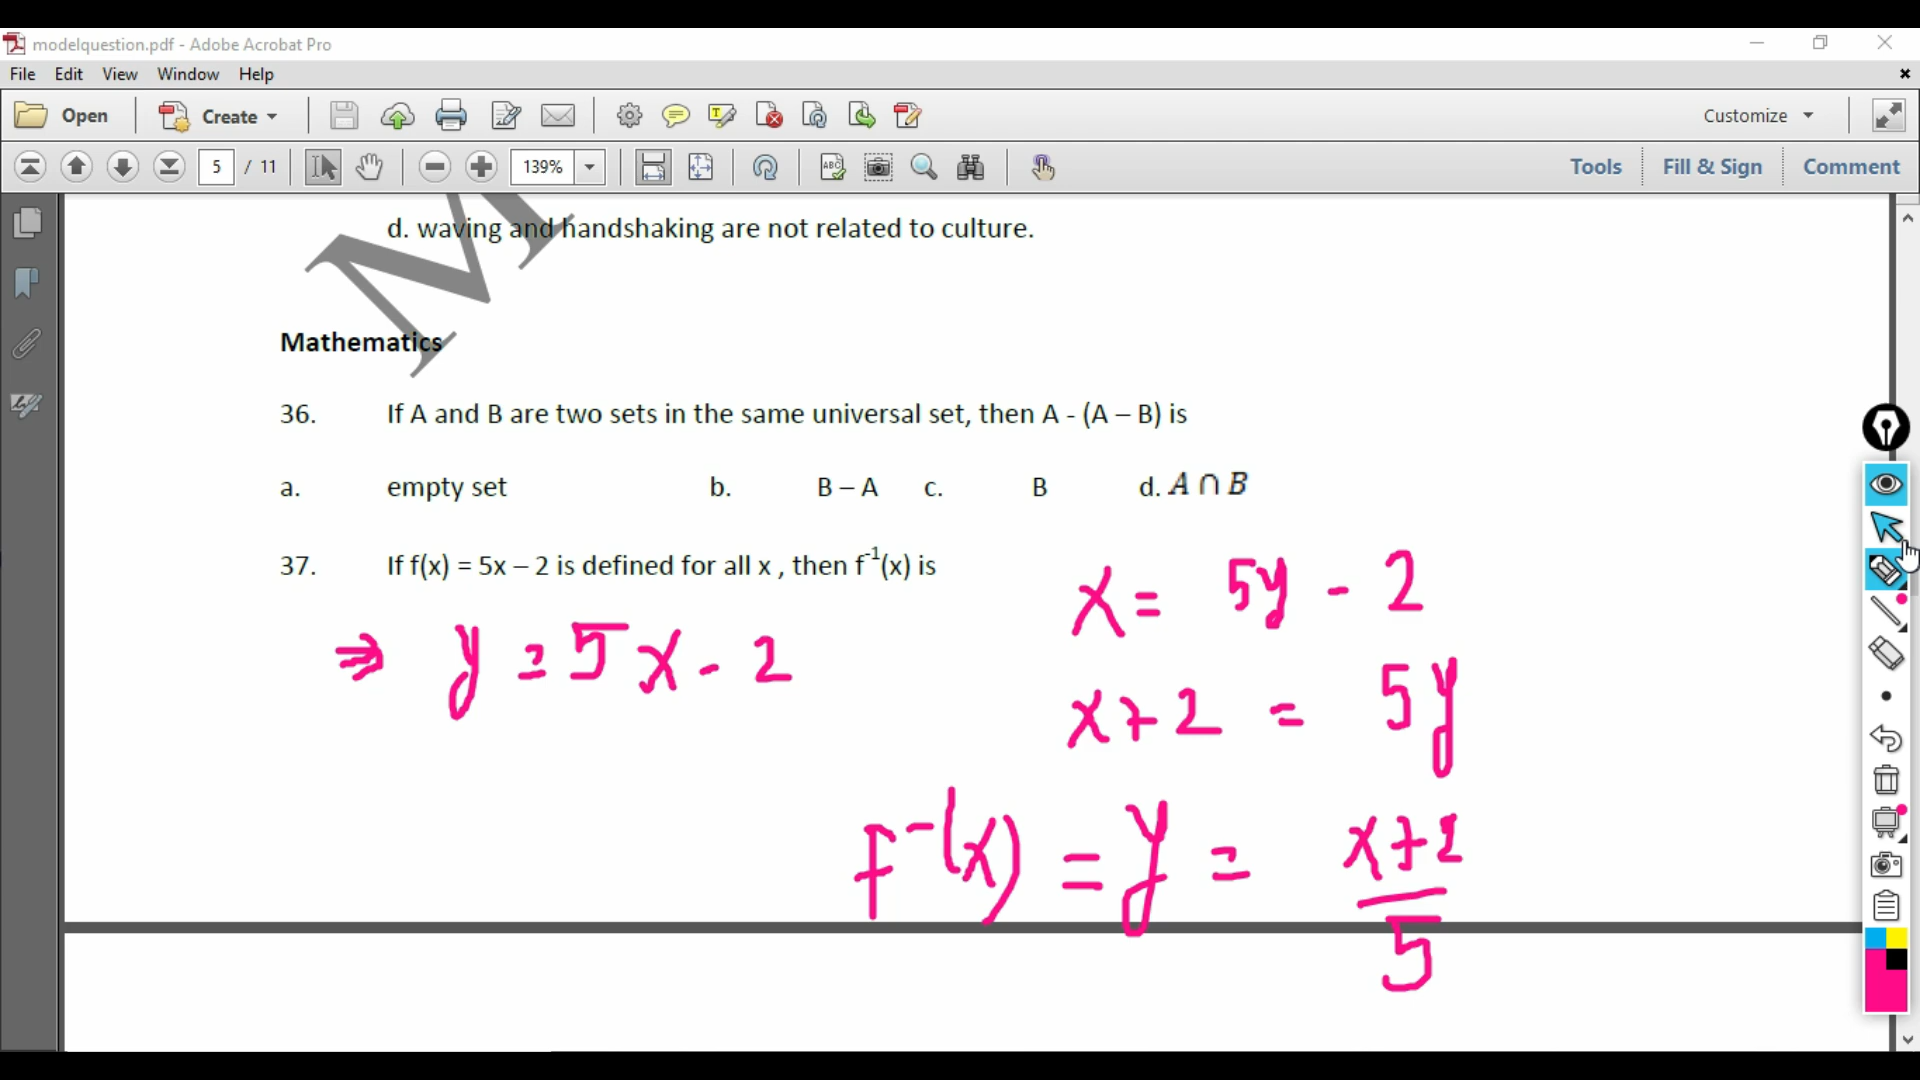 modelquestion.pdf - Adobe Acrobat Pro
File Edit View Window Help
Open Create Customize
5 / 11 139% Tools Fill & Sign Comment
M
d. waving and handshaking are not related to culture.
Mathematics
36. If A and B are two sets in the same universal set, then A - (A – B) is
a. empty set b. B – A c. B d. A ∩ B
37. If f(x) = 5x – 2 is defined for all x , then f⁻¹(x) is
x = 5y - 2
⇒ y = 5x - 2
x+2 = 5y
f⁻¹(x) = y = x+2
5